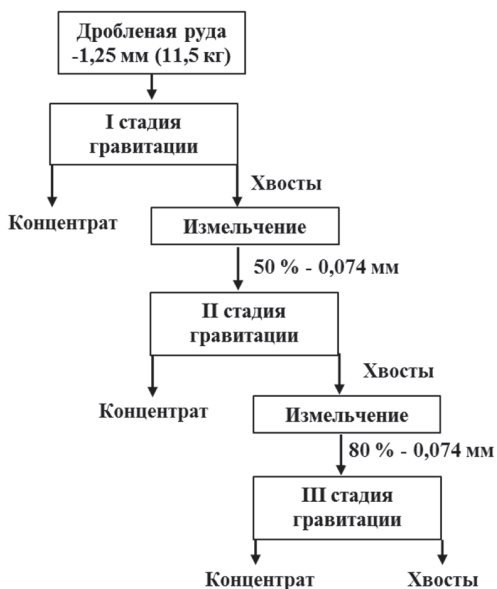 Дробленая руда
-1,25 мм (11,5 кг)
I стадия
гравитации
Хвосты
Концентрат
Измельчение
50 % - 0,074 мм
II стадия
гравитации
Хвосты
Концентрат
Измельчение
80 % - 0,074 мм
III стадия
гравитации
Концентрат
Хвосты